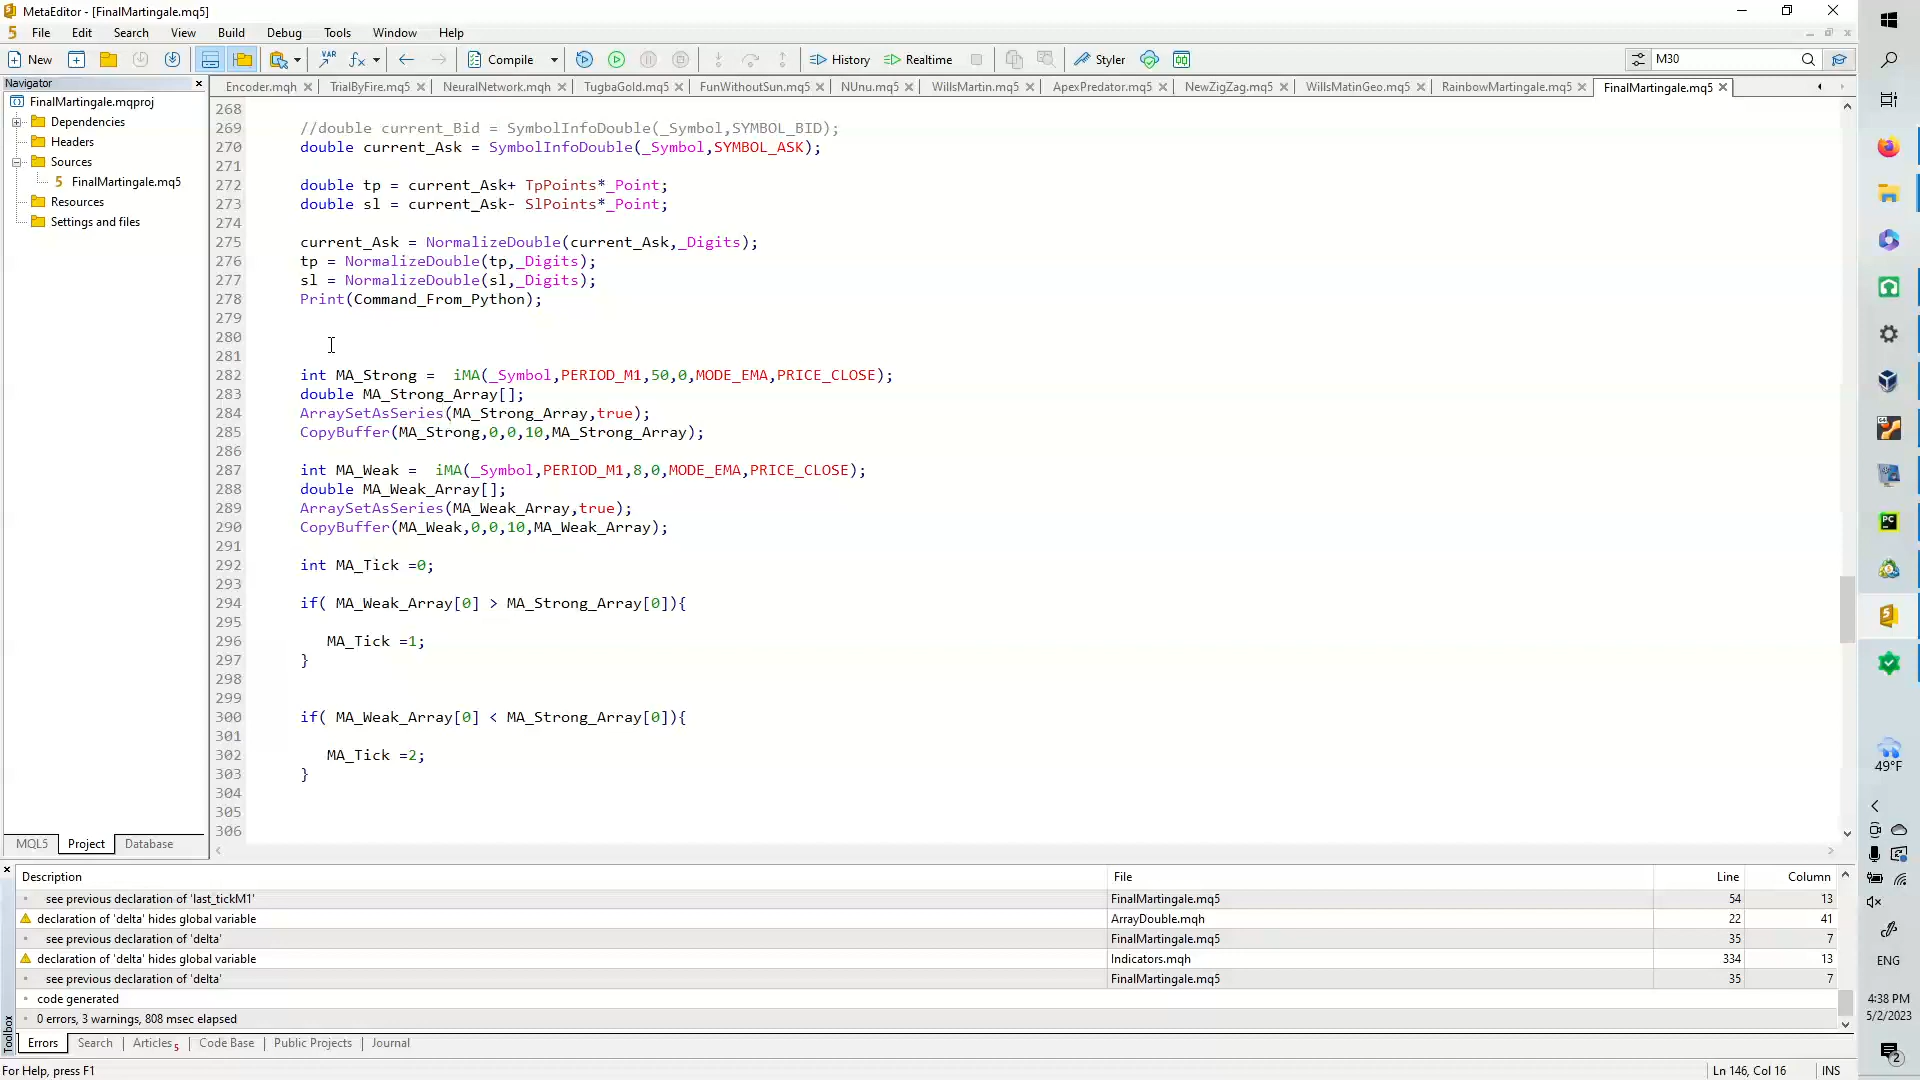 MetaEditor - [FinalMartingale.mq5]
5 File Edit Search View Build Debug Tools Window Help
New VAR Compile History Realtime Styler M30
Navigator
FinalMartingale.mqproj
Dependencies
Headers
Sources
5 FinalMartingale.mq5
Resources
Settings and files
MQL5 Project Database
Encoder.mqh TrialByFire.mq5 NeuralNetwork.mqh TugbaGold.mq5 FunWithoutSun.mq5 NUnu.mq5 WillsMartin.mq5 ApexPredator.mq5 NewZigZag.mq5 WillsMatinGeo.mq5 RainbowMartingale.mq5 FinalMartingale.mq5
268
269 //double current_Bid = SymbolInfoDouble(_Symbol,SYMBOL_BID);
270 double current_Ask = SymbolInfoDouble(_Symbol,SYMBOL_ASK);
271
272 double tp = current_Ask+ TpPoints*_Point;
273 double sl = current_Ask- SlPoints*_Point;
274
275 current_Ask = NormalizeDouble(current_Ask,_Digits);
276 tp = NormalizeDouble(tp,_Digits);
277 sl = NormalizeDouble(sl,_Digits);
278 Print(Command_From_Python);
279
280
281
282 int MA_Strong =  iMA(_Symbol,PERIOD_M1,50,0,MODE_EMA,PRICE_CLOSE);
283 double MA_Strong_Array[];
284 ArraySetAsSeries(MA_Strong_Array,true);
285 CopyBuffer(MA_Strong,0,0,10,MA_Strong_Array);
286
287 int MA_Weak =  iMA(_Symbol,PERIOD_M1,8,0,MODE_EMA,PRICE_CLOSE);
288 double MA_Weak_Array[];
289 ArraySetAsSeries(MA_Weak_Array,true);
290 CopyBuffer(MA_Weak,0,0,10,MA_Weak_Array);
291
292 int MA_Tick =0;
293
294 if( MA_Weak_Array[0] > MA_Strong_Array[0]){
295
296 MA_Tick =1;
297 }
298
299
300 if( MA_Weak_Array[0] < MA_Strong_Array[0]){
301
302 MA_Tick =2;
303 }
304
305
306
Description File Line Column
see previous declaration of 'last_tickM1' FinalMartingale.mq5 54 13
declaration of 'delta' hides global variable ArrayDouble.mqh 22 41
see previous declaration of 'delta' FinalMartingale.mq5 35 7
declaration of 'delta' hides global variable Indicators.mqh 334 13
see previous declaration of 'delta' FinalMartingale.mq5 35 7
code generated
0 errors, 3 warnings, 808 msec elapsed
Toolbox
Errors Search Articles 5 Code Base Public Projects Journal
For Help, press F1 Ln 146, Col 16 INS
PC
49°F
ENG
4:38 PM
5/2/2023
2